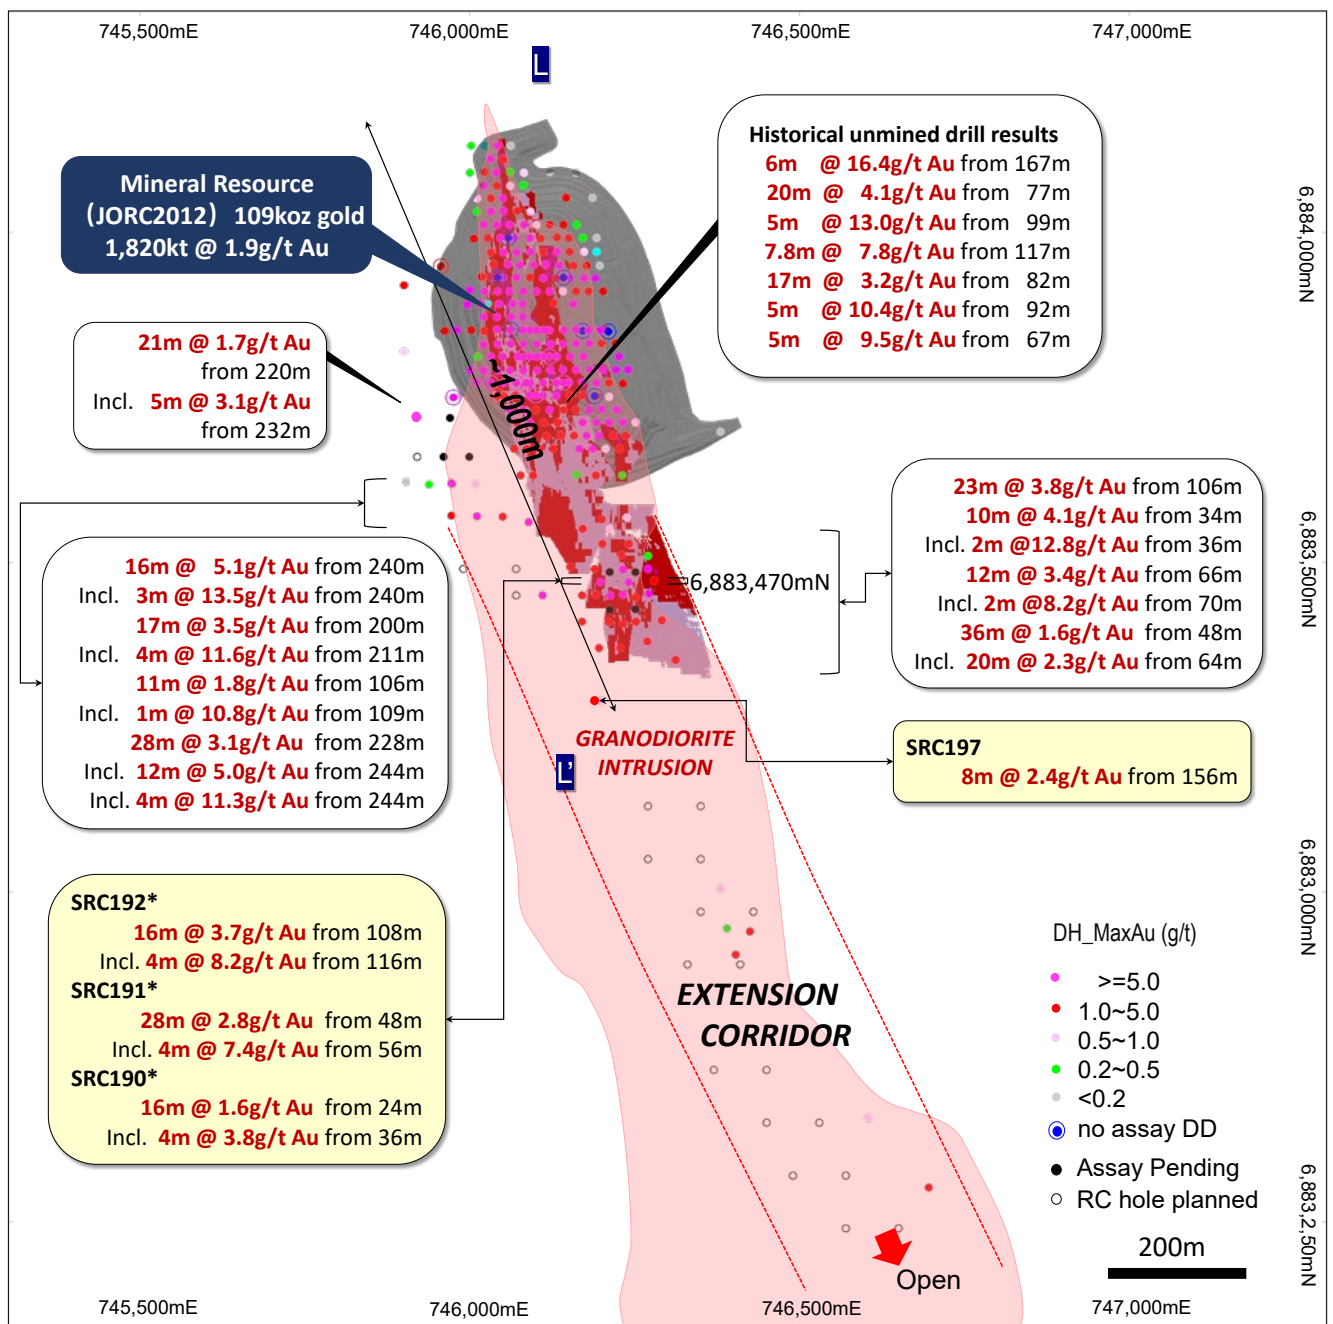 745,500mE
746,000mE
746,500mE
747,000mE
L
Mineral Resource
(JORC2012) 109koz gold
1,820kt @ 1.9g/t Au
Historical unmined drill results
6m @ 16.4g/t Au from 167m
20m @ 4.1g/t Au from 77m
5m @ 13.0g/t Au from 99m
7.8m @ 7.8g/t Au from 117m
17m @ 3.2g/t Au from 82m
5m @ 10.4g/t Au from 92m
5m @ 9.5g/t Au from 67m
6,884,000mN
21m @ 1.7g/t Au
from 220m
Incl. 5m @ 3.1g/t Au
from 232m
~1,000m
23m @ 3.8g/t Au from 106m
10m @ 4.1g/t Au from 34m
Incl. 2m @12.8g/t Au from 36m
12m @ 3.4g/t Au from 66m
Incl. 2m @8.2g/t Au from 70m
36m @ 1.6g/t Au from 48m
Incl. 20m @ 2.3g/t Au from 64m
6,883,500mN
6,883,470mN
16m @ 5.1g/t Au from 240m
Incl. 3m @ 13.5g/t Au from 240m
17m @ 3.5g/t Au from 200m
Incl. 4m @ 11.6g/t Au from 211m
11m @ 1.8g/t Au from 106m
Incl. 1m @ 10.8g/t Au from 109m
28m @ 3.1g/t Au from 228m
Incl. 12m @ 5.0g/t Au from 244m
Incl. 4m @ 11.3g/t Au from 244m
GRANODIORITE
INTRUSION
L'
SRC197
8m @ 2.4g/t Au from 156m
SRC192*
16m @ 3.7g/t Au from 108m
Incl. 4m @ 8.2g/t Au from 116m
SRC191*
28m @ 2.8g/t Au from 48m
Incl. 4m @ 7.4g/t Au from 56m
SRC190*
16m @ 1.6g/t Au from 24m
Incl. 4m @ 3.8g/t Au from 36m
6,883,000mN
EXTENSION
CORRIDOR
DH_MaxAu (g/t)
>=5.0
1.0~5.0
0.5~1.0
0.2~0.5
<0.2
no assay DD
Assay Pending
RC hole planned
6,883,2,50mN
200m
Open
745,500mE
746,000mE
746,500mE
747,000mE